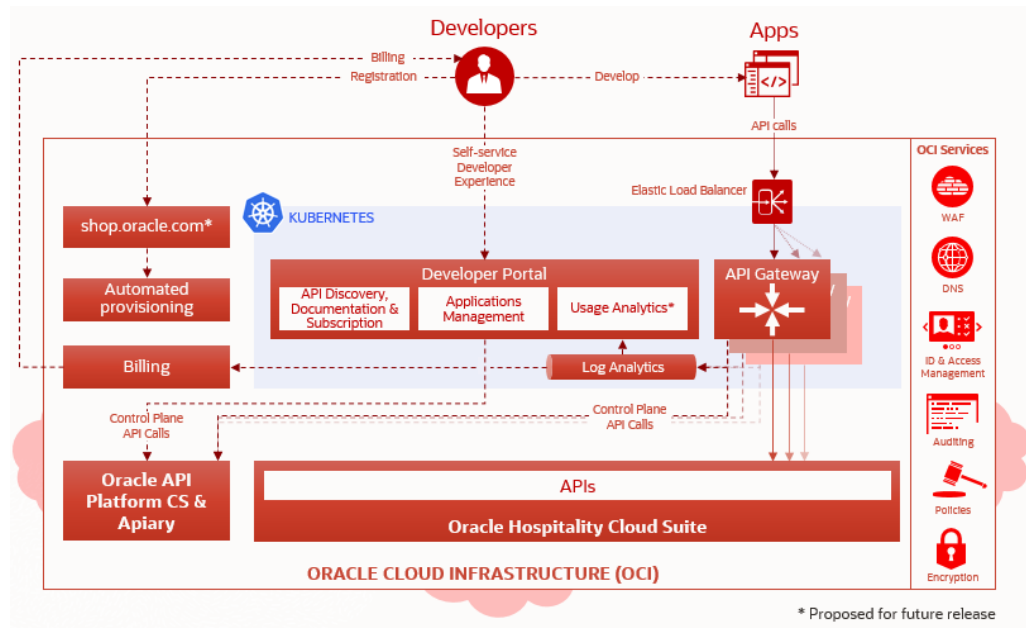 Developers
Apps
Billing
Registration
Develop
API calls
Self-service
Developer
Experience
Elastic Load Balancer
OCI Services
WAF
DNS
ID & Access
Management
Auditing
Policies
Encryption
shop.oracle.com*
KUBERNETES
Automated
provisioning
Developer Portal
API Discovery,
Documentation &
Subscription
Applications
Management
Usage Analytics*
API Gateway
Billing
Log Analytics
Control Plane
API Calls
Control Plane
API Calls
Oracle API
Platform CS &
Apiary
APIs
Oracle Hospitality Cloud Suite
ORACLE CLOUD INFRASTRUCTURE (OCI)
* Proposed for future release